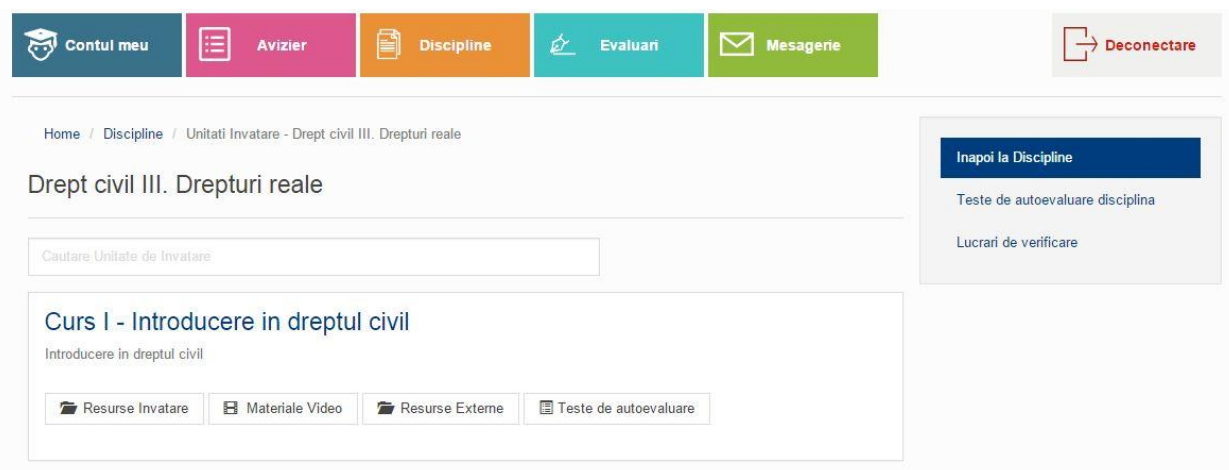 Contul meu
Avizier
Discipline
Evaluari
Mesagerie
Deconectare
Home / Discipline / Unitati Invatare - Drept civil III. Drepturi reale
Drept civil III. Drepturi reale
Cautare Unitate de Invatare
Curs I - Introducere in dreptul civil
Introducere in dreptul civil
Resurse Invatare
Materiale Video
Resurse Externe
Teste de autoevaluare
Inapoi la Discipline
Teste de autoevaluare disciplina
Lucrari de verificare